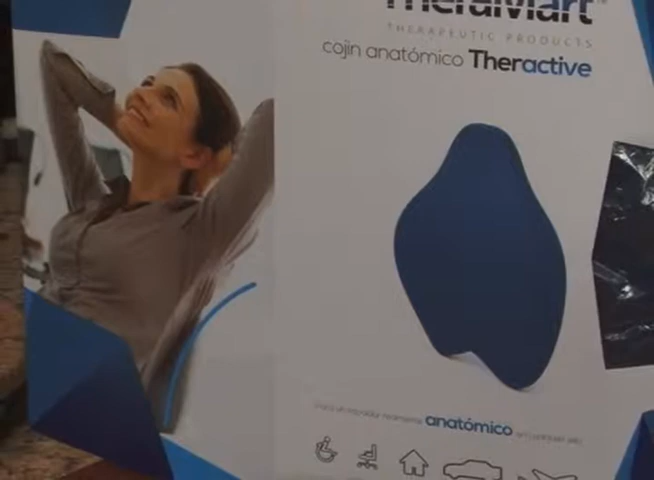 TheraMart
THERAPEUTIC PRODUCTS
cojín anatómico Theractive
anatómico